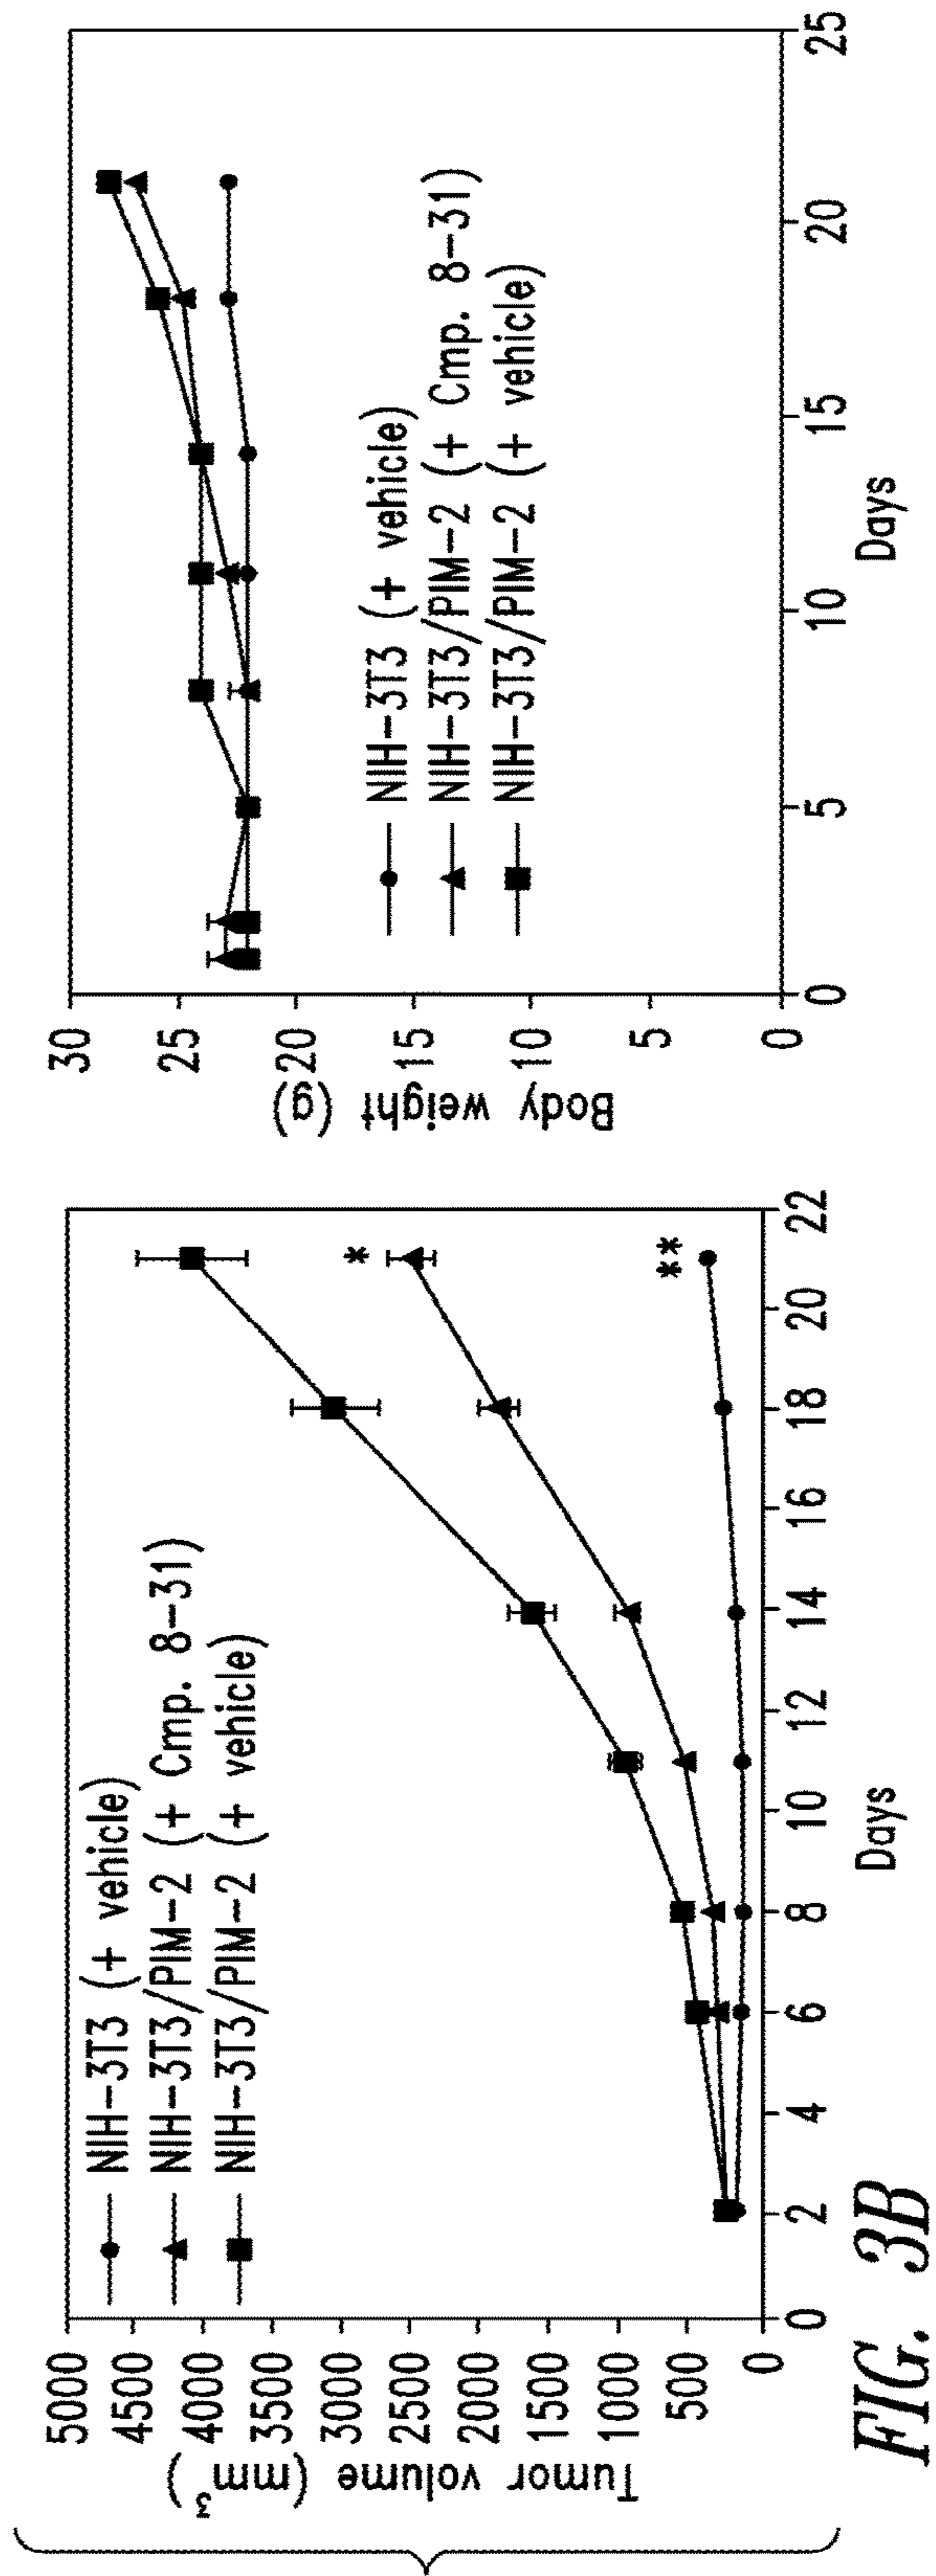 5000
4500
4000
3500
3000
2500
2000
1500
1000
500
0
Tumor volume (mm³)
NIH-3T3 (+ vehicle)
NIH-3T3/PIM-2 (+ Cmp. 8-31)
NIH-3T3/PIM-2 (+ vehicle)
*
**
0 2 4 6 8 10 12 14 16 18 20 22
Days
30
25
20
15
10
5
0
Body weight (g)
NIH-3T3 (+ vehicle)
NIH-3T3/PIM-2 (+ Cmp. 8-31)
NIH-3T3/PIM-2 (+ vehicle)
0 5 10 15 20 25
Days
FIG. 3B